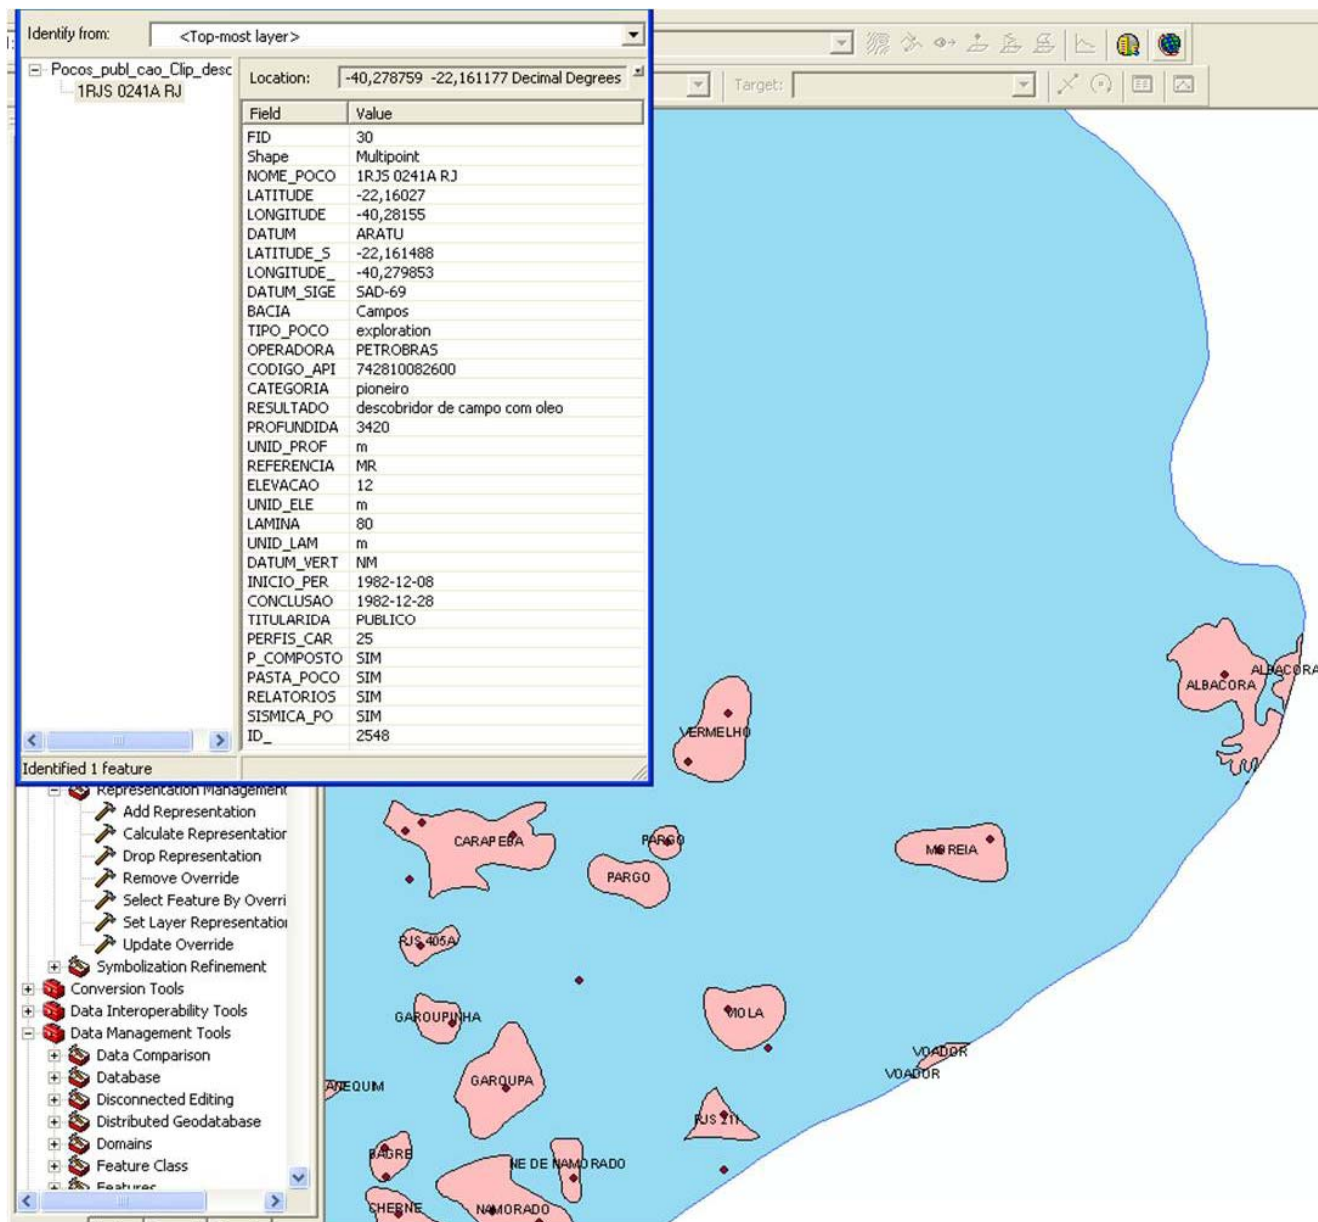 Identify from: <Top-most layer>
Pocos_publ_cao_Clip_desc
1RJS 0241A RJ
Location: -40,278759 -22,161177 Decimal Degrees
Target:
Field Value
FID 30
Shape Multipoint
NOME_POCO 1RJS 0241A RJ
LATITUDE -22,16027
LONGITUDE -40,28155
DATUM ARATU
LATITUDE_S -22,161488
LONGITUDE_ -40,279853
DATUM_SIGE SAD-69
BACIA Campos
TIPO_POCO exploration
OPERADORA PETROBRAS
CODIGO_API 742810082600
CATEGORIA pioneiro
RESULTADO descobridor de campo com oleo
PROFUNDIDA 3420
UNID_PROF m
REFERENCIA MR
ELEVACAO 12
UNID_ELE m
LAMINA 80
UNID_LAM m
DATUM_VERT NM
INICIO_PER 1982-12-08
CONCLUSAO 1982-12-28
TITULARIDA PUBLICO
PERFIS_CAR 25
P_COMPOSTO SIM
PASTA_POCO SIM
RELATORIOS SIM
SISMICA_PO SIM
ID_ 2548
Identified 1 feature
Representation Management
Add Representation
Calculate Representation
Drop Representation
Remove Override
Select Feature By Overri
Set Layer Representation
Update Override
Symbolization Refinement
Conversion Tools
Data Interoperability Tools
Data Management Tools
Data Comparison
Database
Disconnected Editing
Distributed Geodatabase
Domains
Feature Class
Features
ALBACORA
ALBACORA
VERMELHO
CARAPEBA
PARGO
PARGO
MOREIA
RJS 405A
GAROUPINHA
MOLA
VOADOR
VOADOR
GAROUPA
NEQUIM
RJS 211
BAGRE
NE DE NAMORADO
CHERNE
NAMORADO